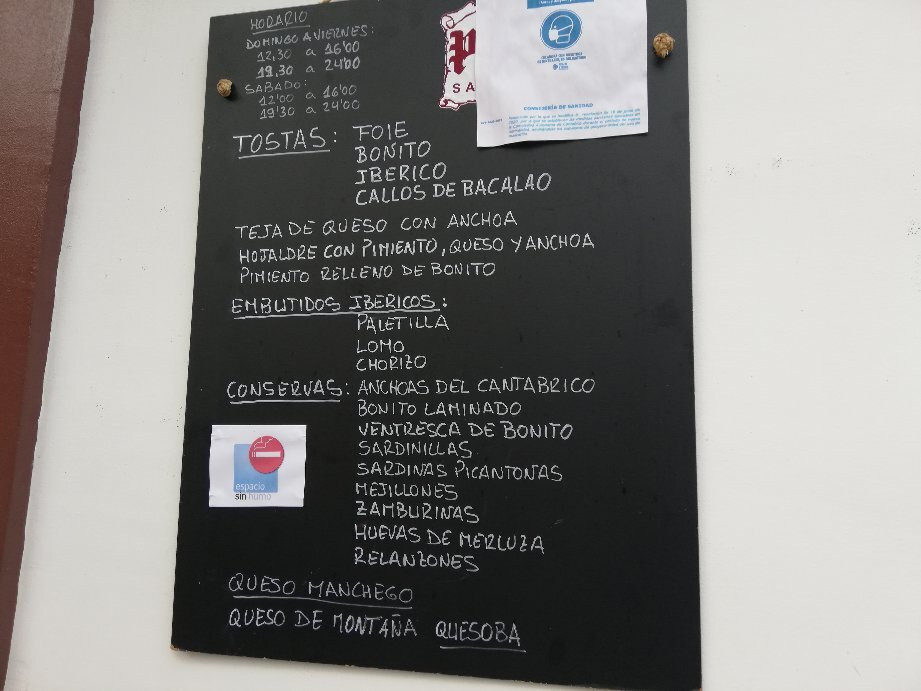 HORARIO
DOMINGO A VIERNES:
12,30 a 16'00
19,30 a 24'00
SABADO:
12'00 a 16'00
19'30 a 24'00
SA
CONSEJERÍA DE SANIDAD
TOSTAS: FOIE
BONITO
IBERICO
CALLOS DE BACALAO
TEJA DE QUESO CON ANCHOA
HOJALDRE CON PIMIENTO, QUESO Y ANCHOA
PIMIENTO RELLENO DE BONITO
EMBUTIDOS IBERICOS:
PALETILLA
LOMO
CHORIZO
CONSERVAS: ANCHOAS DEL CANTABRICO
BONITO LAMINADO
VENTRESCA DE BONITO
SARDINILLAS
SARDINAS PICANTONAS
MEJILLONES
ZAMBURINAS
HUEVAS DE MERLUZA
RELANZONES
espacio
sin humo
QUESO MANCHEGO
QUESO DE MONTAÑA QUESOBA